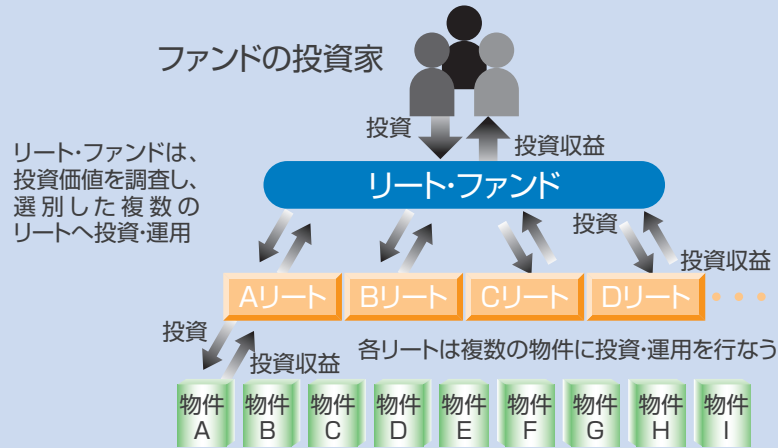 ファンドの投資家
投資
投資収益
リート・ファンドは、
投資価値を調査し、
選別した複数の
リートへ投資・運用
リート・ファンド
投資
投資収益
Aリート
Bリート
Cリート
Dリート
投資
投資収益
各リートは複数の物件に投資・運用を行なう
物件
A
物件
B
物件
C
物件
D
物件
E
物件
F
物件
G
物件
H
物件
I